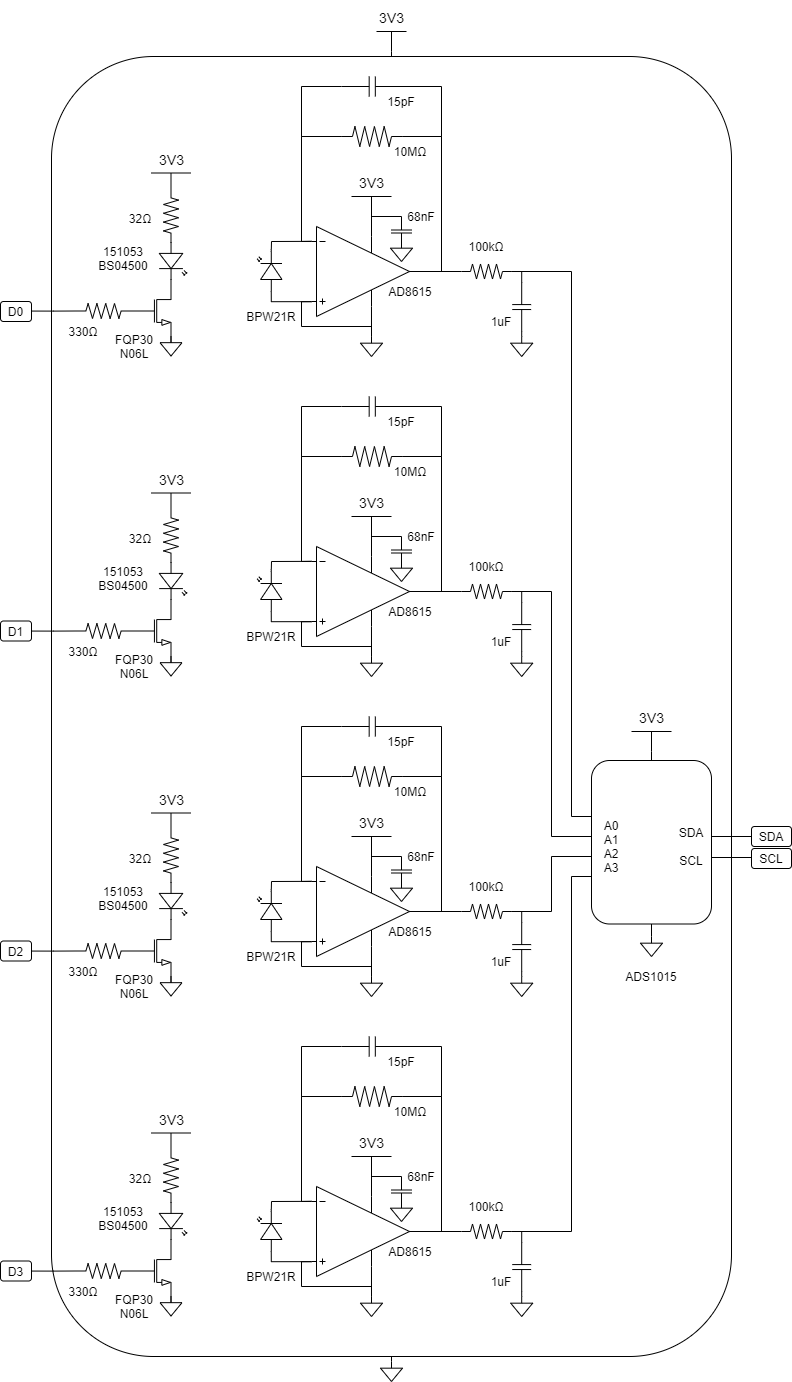 3V3
15pF
10MΩ
3V3
3V3
68nF
32Ω
100kΩ
151053
BS04500
−
AD8615
+
D0
BPW21R
1uF
330Ω
FQP30
N06L
15pF
10MΩ
3V3
3V3
68nF
32Ω
100kΩ
151053
BS04500
−
AD8615
+
D1
BPW21R
1uF
330Ω
FQP30
N06L
3V3
15pF
10MΩ
3V3
3V3
68nF
32Ω
100kΩ
151053
BS04500
−
AD8615
+
D2
BPW21R
1uF
330Ω
FQP30
N06L
A0
A1
A2
A3
SDA
SCL
SDA
SCL
ADS1015
15pF
10MΩ
3V3
3V3
68nF
32Ω
100kΩ
151053
BS04500
−
AD8615
+
D3
BPW21R
1uF
330Ω
FQP30
N06L